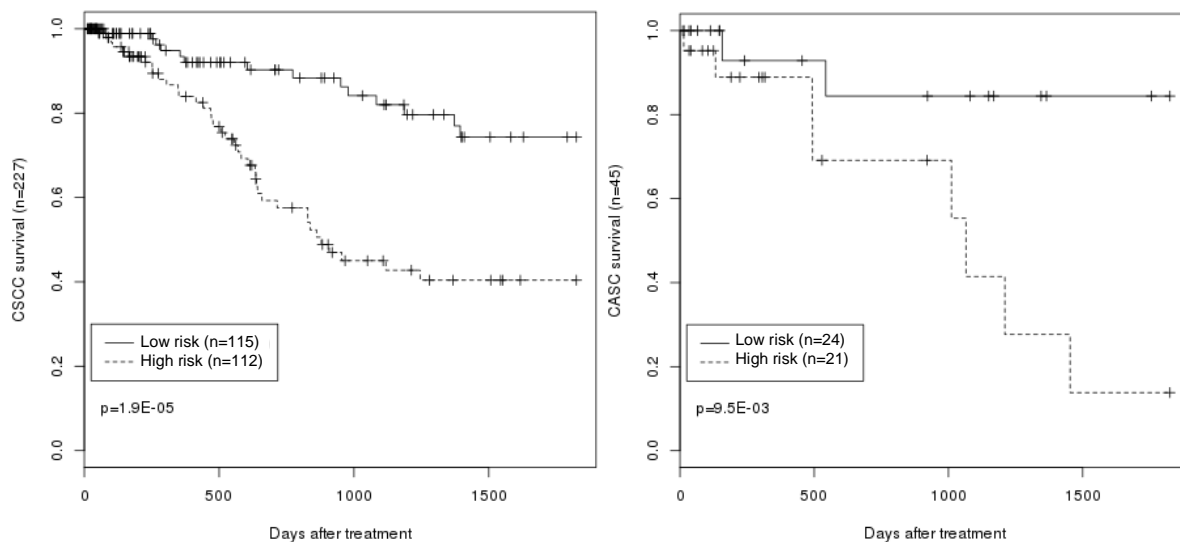 CSCC survival (n=227)
1.0
0.8
0.6
0.4
0.2
0.0
Low risk (n=115)
High risk (n=112)
p=1.9E-05
0
500
1000
1500
Days after treatment
CASC survival (n=45)
1.0
0.8
0.6
0.4
0.2
0.0
Low risk (n=24)
High risk (n=21)
p=9.5E-03
0
500
1000
1500
Days after treatment